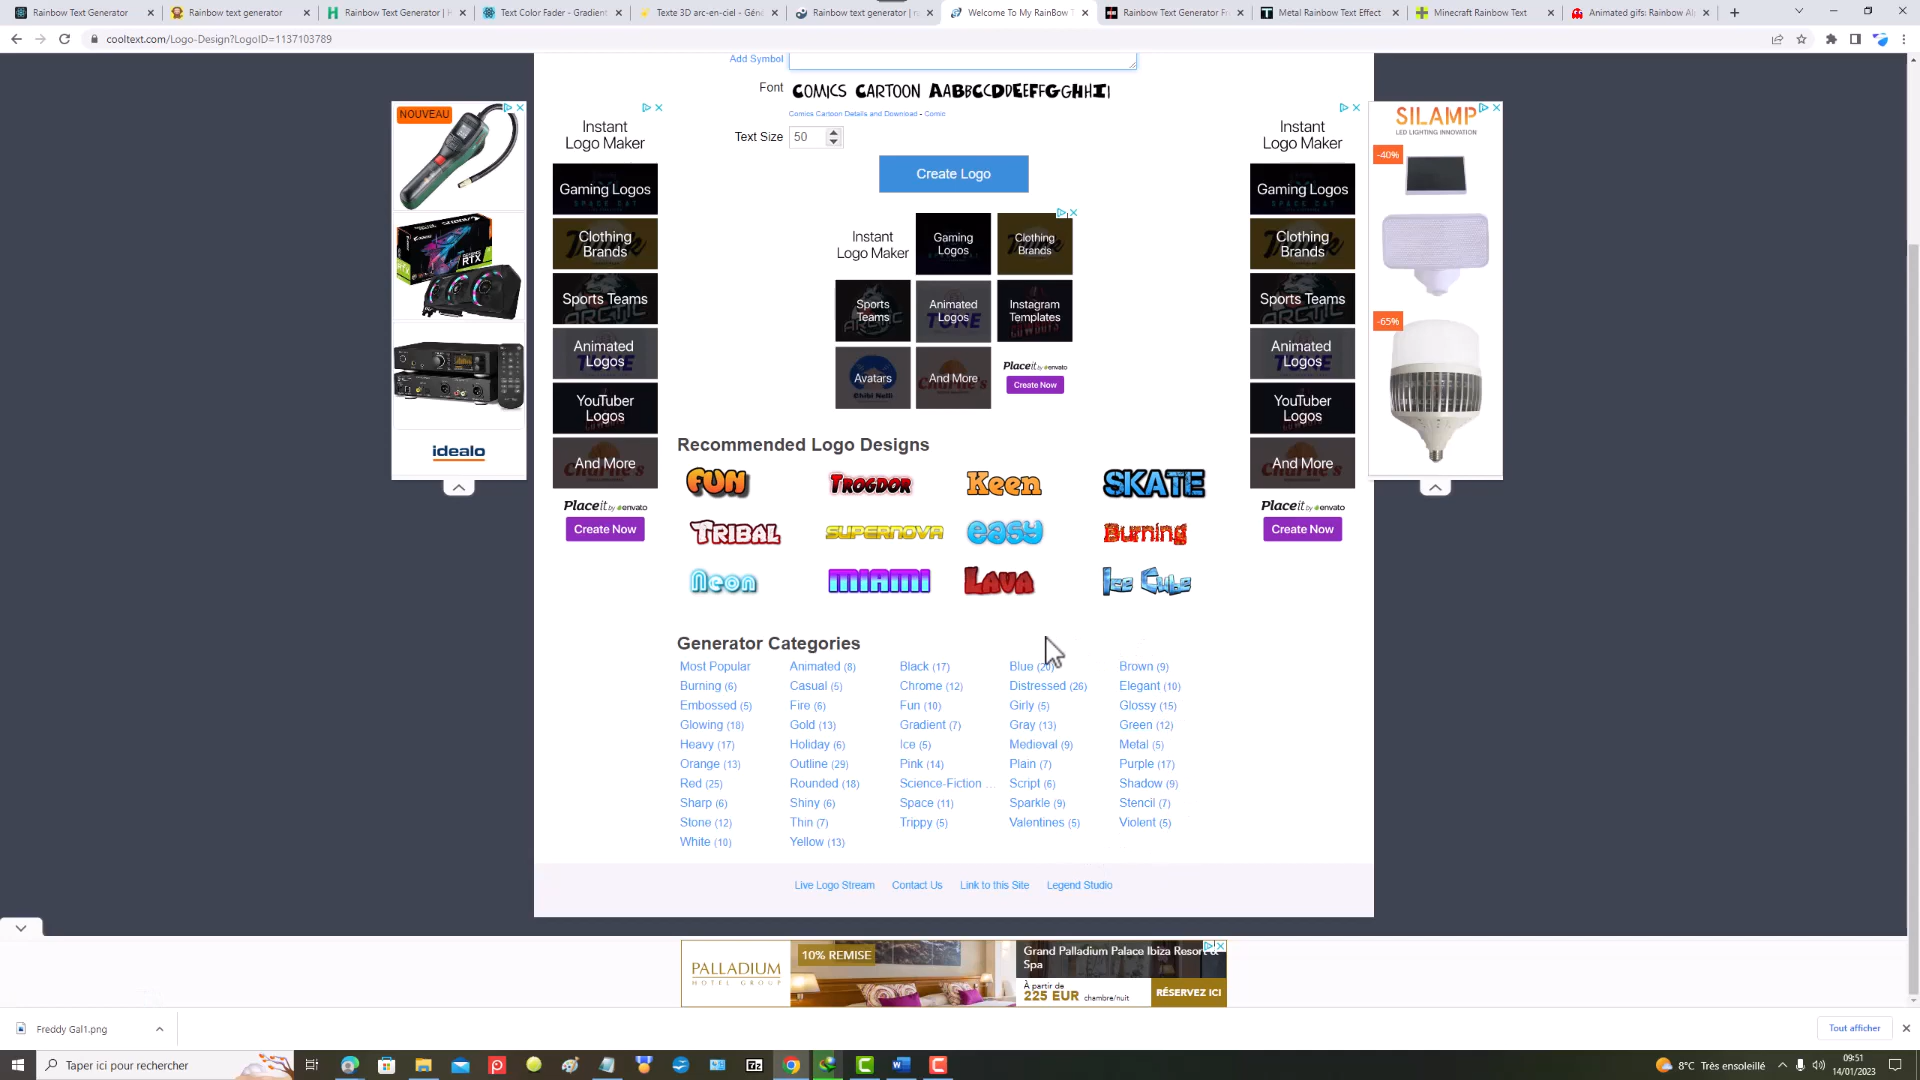 Rainbow Text Generator
Rainbow text generator
Rainbow Text Generator | H
Text Color Fader - Gradient
Texte 3D arc-en-ciel - Géné
Rainbow text generator | ra
Welcome To My RainBow T
Rainbow Text Generator Fr
Metal Rainbow Text Effect
Minecraft RainBow Text
Animated gifs: Rainbow Al
cooltext.com/Logo-Design?LogoID=1137103789
Add Symbol
Font
COMICS CARTOON AABBCCDDEEFFGGHHII
Comics Cartoon Details and Download - Comic
Text Size 50
Create Logo
NOUVEAU
idealo
Instant
Logo Maker
Gaming Logos
Clothing
Brands
Sports Teams
Animated
Logos
YouTuber
Logos
And More
Placeit by envato
Create Now
Instant
Logo Maker
Gaming
Logos
Clothing
Brands
Sports
Teams
Animated
Logos
Instagram
Templates
Avatars
And More
Placeit by envato
Create Now
Instant
Logo Maker
Gaming Logos
Clothing
Brands
Sports Teams
Animated
Logos
YouTuber
Logos
And More
Placeit by envato
Create Now
SILAMP
LED LIGHTING INNOVATION
-40%
-65%
Recommended Logo Designs
FUN TROGDOR Keen SKATE
TRIBAL SUPERNOVA easy Burning
Neon MIAMI LAVA Ice Cube
Generator Categories
Most Popular Animated (8) Black (17) Blue (20) Brown (9)
Burning (6) Casual (5) Chrome (12) Distressed (26) Elegant (10)
Embossed (5) Fire (6) Fun (10) Girly (5) Glossy (15)
Glowing (18) Gold (13) Gradient (7) Gray (13) Green (12)
Heavy (17) Holiday (6) Ice (5) Medieval (9) Metal (5)
Orange (13) Outline (29) Pink (14) Plain (7) Purple (17)
Red (25) Rounded (18) Science-Fiction ... Script (6) Shadow (9)
Sharp (6) Shiny (6) Space (11) Sparkle (9) Stencil (7)
Stone (12) Thin (7) Trippy (5) Valentines (5) Violent (5)
White (10) Yellow (13)
Live Logo Stream Contact Us Link to this Site Legend Studio
PALLADIUM
HOTEL GROUP
10% REMISE
Grand Palladium Palace Ibiza Resort &
Spa
À partir de
225 EUR chambre/nuit
RÉSERVEZ ICI
Freddy Gal1.png
Tout afficher
Taper ici pour rechercher
8°C Très ensoleillé
09:51
14/01/2023